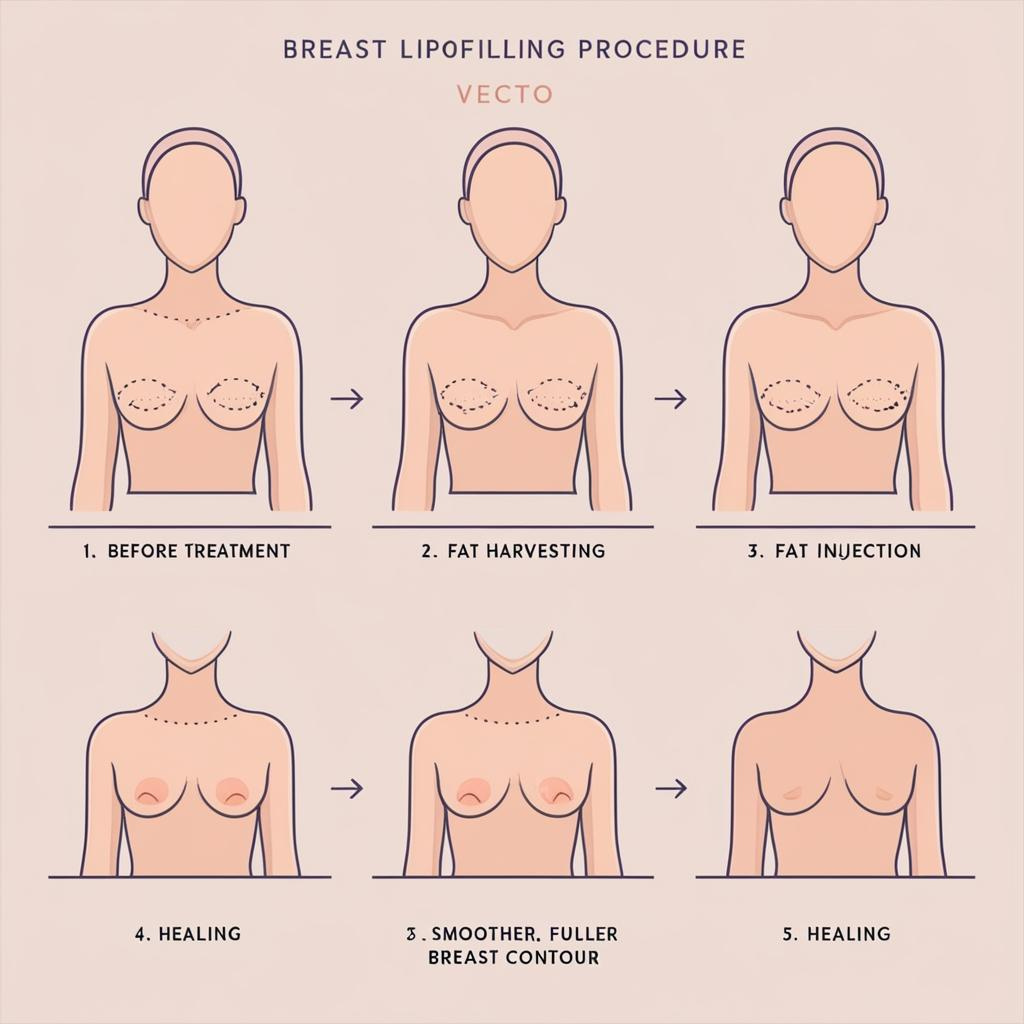 BREAST LIPOFILLING PROCEDURE
VECTO
1. BEFORE TREATMENT
2. FAT HARVESTING
3. FAT INJECTION
4. HEALING
3. SMOOTHER, FULLER
BREAST CONTOUR
5. HEALING